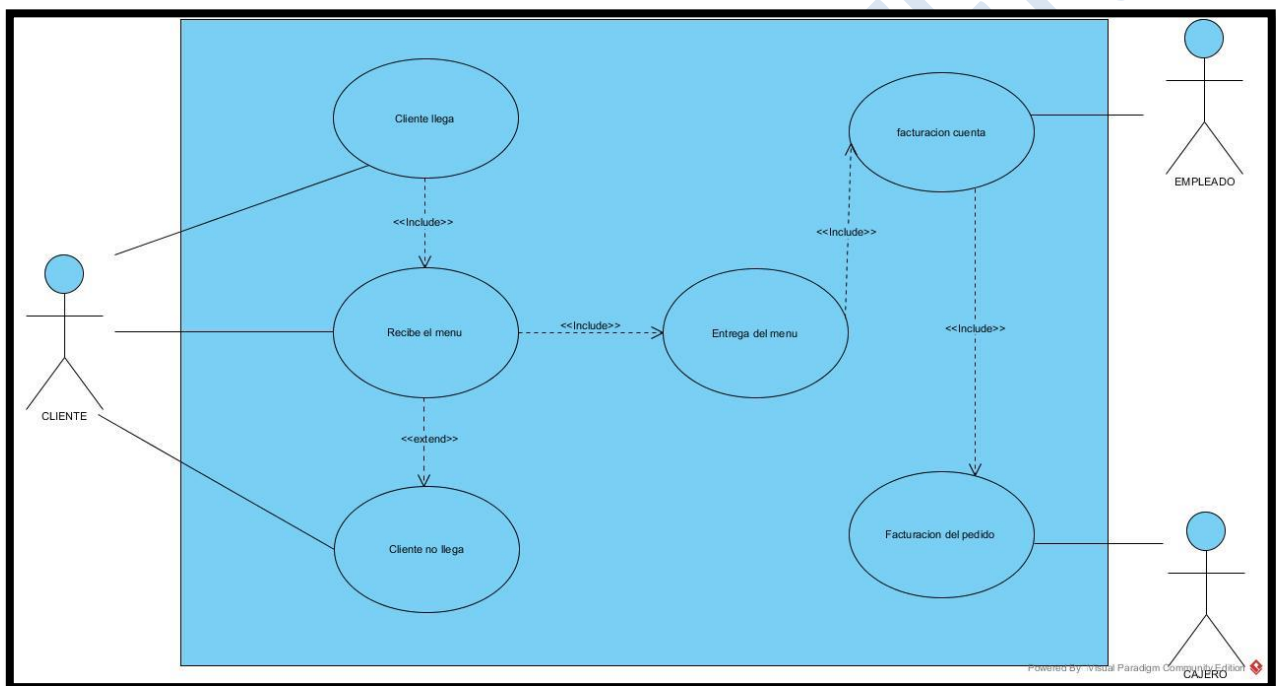 Cliente llega
facturacion cuenta
EMPLEADO
<<Include>>
<<Include>>
<<Include>>
<<Include>>
Recibe el menu
Entrega del menu
CLIENTE
<<extend>>
Cliente no llega
Facturacion del pedido
Powered By Visual Paradigm Community Edition
CAJERO